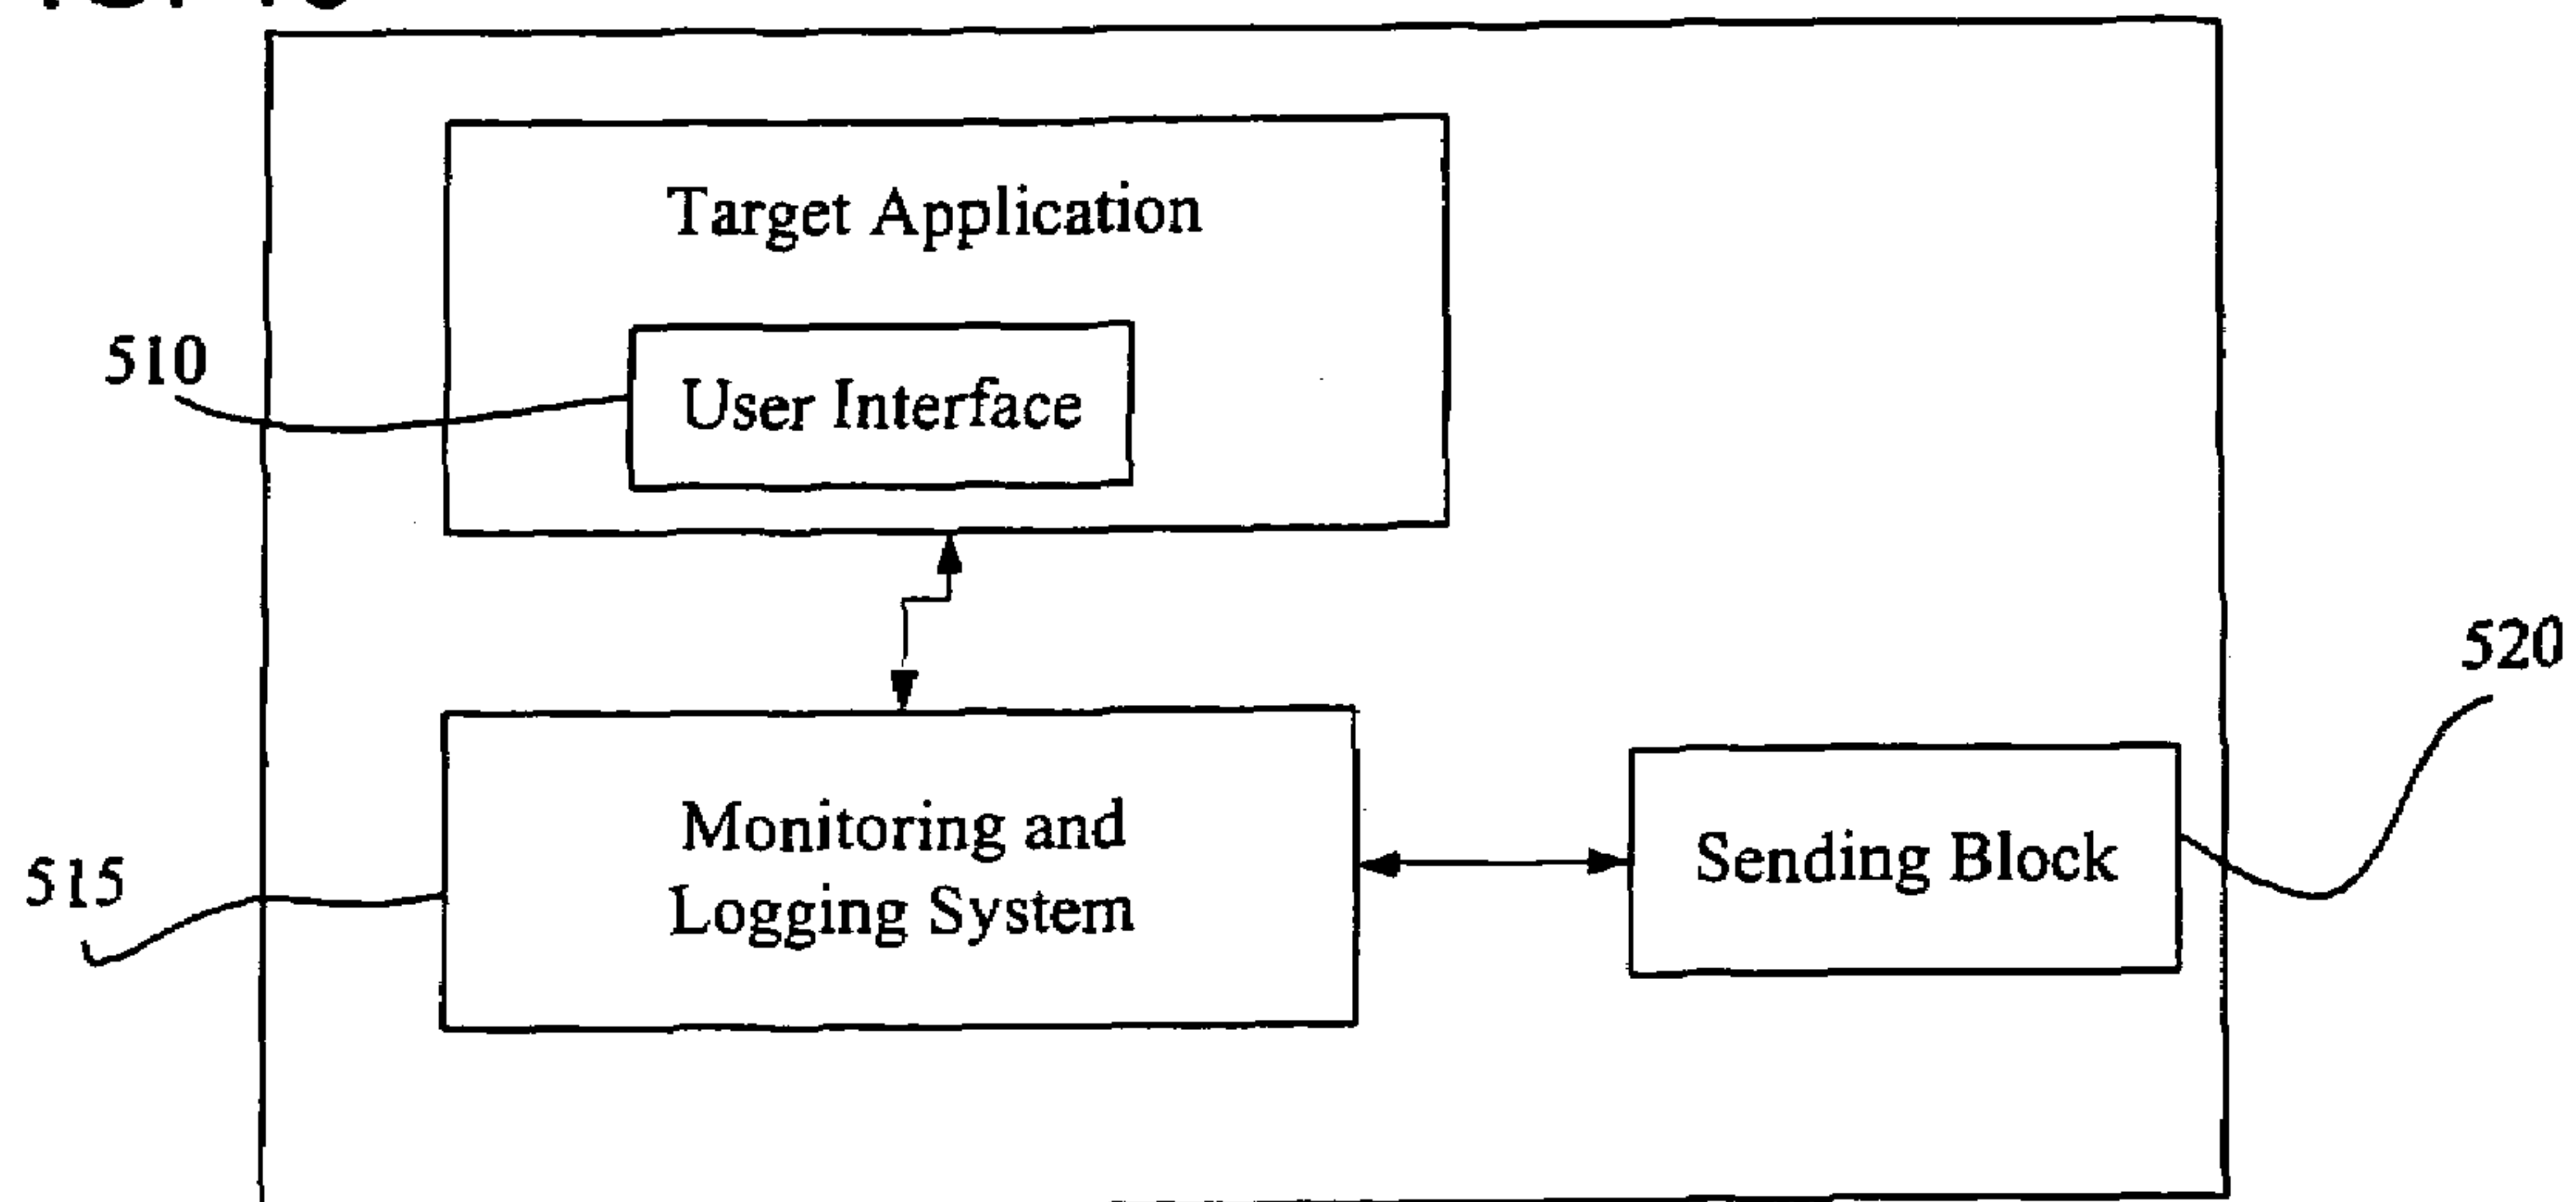 Target Application
510
User Interface
520
Monitoring and
Logging System
Sending Block
515